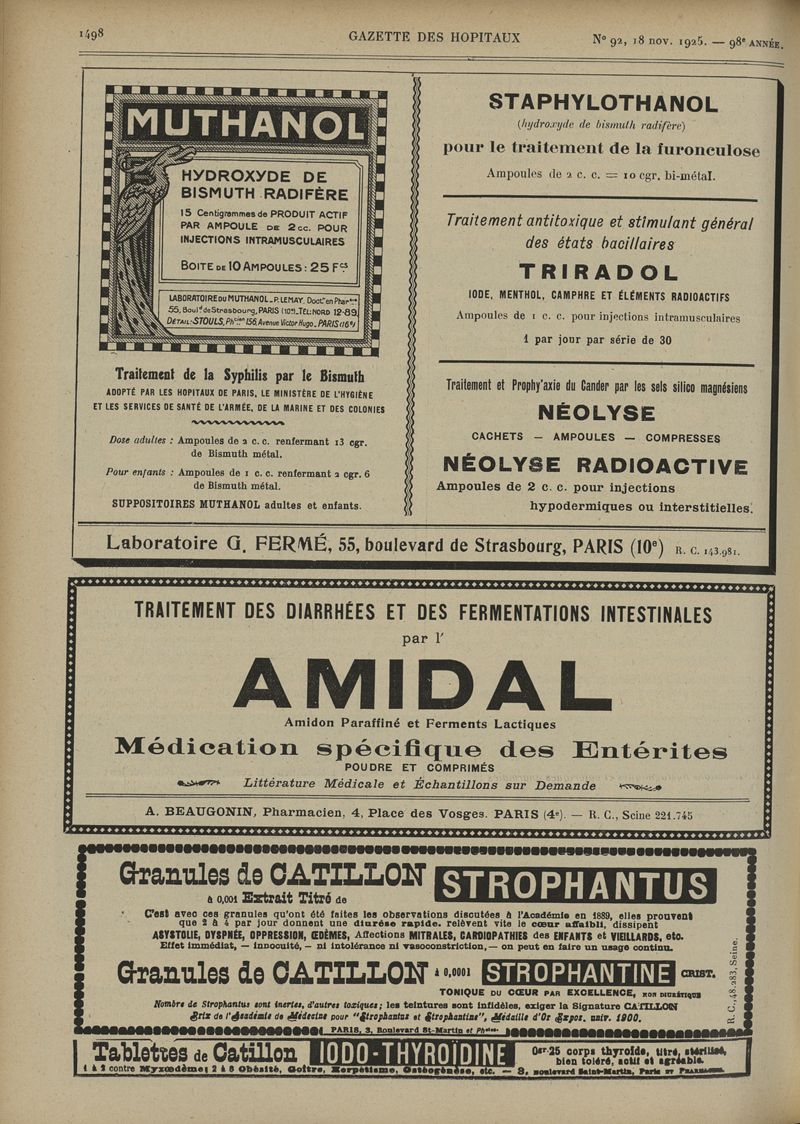 1498
GAZETTE DES HOPITAUX
N° 92, 18 nov. 1925. — 98e ANNÉE.
MUTHANOL
HYDROXYDE DE
BISMUTH RADIFÈRE
15 Centigrammes de PRODUIT ACTIF
PAR AMPOULE DE 2cc. POUR
INJECTIONS INTRAMUSCULAIRES
BOITE DE 10 AMPOULES : 25 Fcs
LABORATOIRE DU MUTHANOL _ P. LEMAY, Doct. en Phar
55, Boul.d de Strasbourg, PARIS (10e)_TÉL: NORD 12-89,
DÉTAIL:STOULS, Ph 156, Avenue Victor Hugo_PARIS (16e)
Traitement de la Syphilis par le Bismuth
ADOPTÉ PAR LES HOPITAUX DE PARIS, LE MINISTÈRE DE L'HYGIÈNE
ET LES SERVICES DE SANTÉ DE L'ARMÉE, DE LA MARINE ET DES COLONIES
Dose adultes : Ampoules de 2 c. c. renfermant 13 cgr.
de Bismuth métal.
Pour enfants : Ampoules de 1 c. c. renfermant 2 cgr. 6
de Bismuth métal.
SUPPOSITOIRES MUTHANOL adultes et enfants.
STAPHYLOTHANOL
(hydroxyde de bismuth radifère)
pour le traitement de la furonculose
Ampoules de 2 c. c. = 10 cgr. bi-métal.
Traitement antitoxique et stimulant général
des états bacillaires
TRIRADOL
IODE, MENTHOL, CAMPHRE ET ÉLÉMENTS RADIOACTIFS
Ampoules de 1 c. c. pour injections intramusculaires
1 par jour par série de 30
Traitement et Prophy'axie du Cander par les sels silico magnésiens
NÉOLYSE
CACHETS — AMPOULES — COMPRESSES
NÉOLYSE RADIOACTIVE
Ampoules de 2 c. c. pour injections
hypodermiques ou interstitielles.
Laboratoire G. FERMÉ, 55, boulevard de Strasbourg, PARIS (10e) R. C. 143.981.
TRAITEMENT DES DIARRHÉES ET DES FERMENTATIONS INTESTINALES
par l'
AMIDAL
Amidon Paraffiné et Ferments Lactiques
Médication spécifique des Entérites
POUDRE ET COMPRIMÉS
Littérature Médicale et Échantillons sur Demande
A. BEAUGONIN, Pharmacien, 4, Place des Vosges. PARIS (4e). — R. C., Seine 221.745
Granules de CATILLON
à 0,001 Extrait Titré de
STROPHANTUS
C'est avec ces granules qu'ont été faites les observations discutées à l'Académie en 1889, elles prouvent
que 2 à 4 par jour donnent une diurèse rapide, relèvent vite le cœur affaibli, dissipent
ASYSTOLIE, DYSPNÉE, OPPRESSION, ŒDÈMES, Affections MITRALES, CARDIOPATHIES des ENFANTS et VIEILLARDS, etc.
Effet immédiat, — innocuité, — ni intolérance ni vasoconstriction, — on peut en faire un usage continu.
Granules de CATILLON à 0,0001 STROPHANTINE CRIST.
TONIQUE DU CŒUR PAR EXCELLENCE, NON DIURÉTIQUE
Nombre de Strophantus sont inertes, d'autres toxiques; les teintures sont infidèles, exiger la Signature CATILLON
Prix de l'Académie de Médecine pour "Strophantus et Strophantine", Médaille d'Or Expos. univ. 1900.
PARIS, 3, Boulevard St-Martin et Phies.
R. C., 48.283, Seine.
Tablettes de Catillon IODO-THYROÏDINE
0gr.25 corps thyroïde, titré, stérilisé,
bien toléré, actif et agréable.
1 à 2 contre Myxœdème; 2 à 8 Obésité, Goître, Herpétisme, Ostéogénèse, etc. — 3, Boulevard Saint-Martin, Paris ET PHARMACIES.